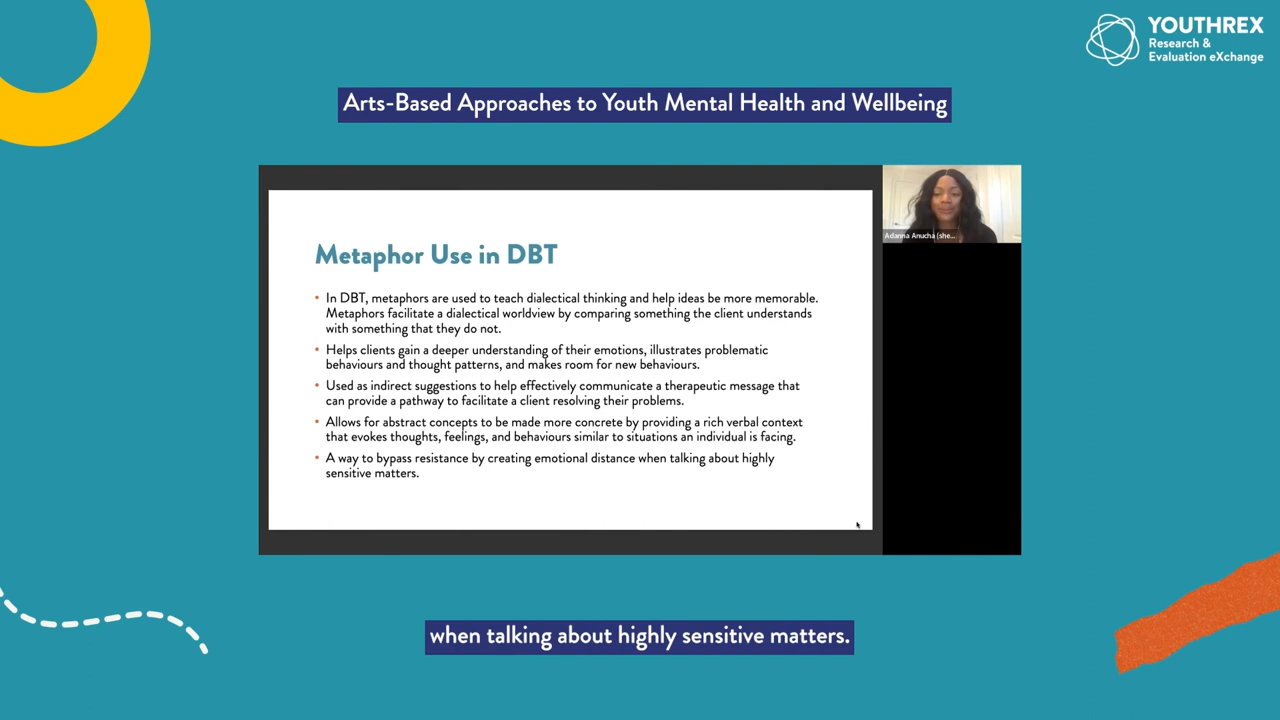 YOUTHREX
Research &
Evaluation eXchange
Arts-Based Approaches to Youth Mental Health and Wellbeing
Adanna Anucha (she...
Metaphor Use in DBT
• In DBT, metaphors are used to teach dialectical thinking and help ideas be more memorable.
Metaphors facilitate a dialectical worldview by comparing something the client understands
with something that they do not.
• Helps clients gain a deeper understanding of their emotions, illustrates problematic
behaviours and thought patterns, and makes room for new behaviours.
• Used as indirect suggestions to help effectively communicate a therapeutic message that
can provide a pathway to facilitate a client resolving their problems.
• Allows for abstract concepts to be made more concrete by providing a rich verbal context
that evokes thoughts, feelings, and behaviours similar to situations an individual is facing.
• A way to bypass resistance by creating emotional distance when talking about highly
sensitive matters.
when talking about highly sensitive matters.